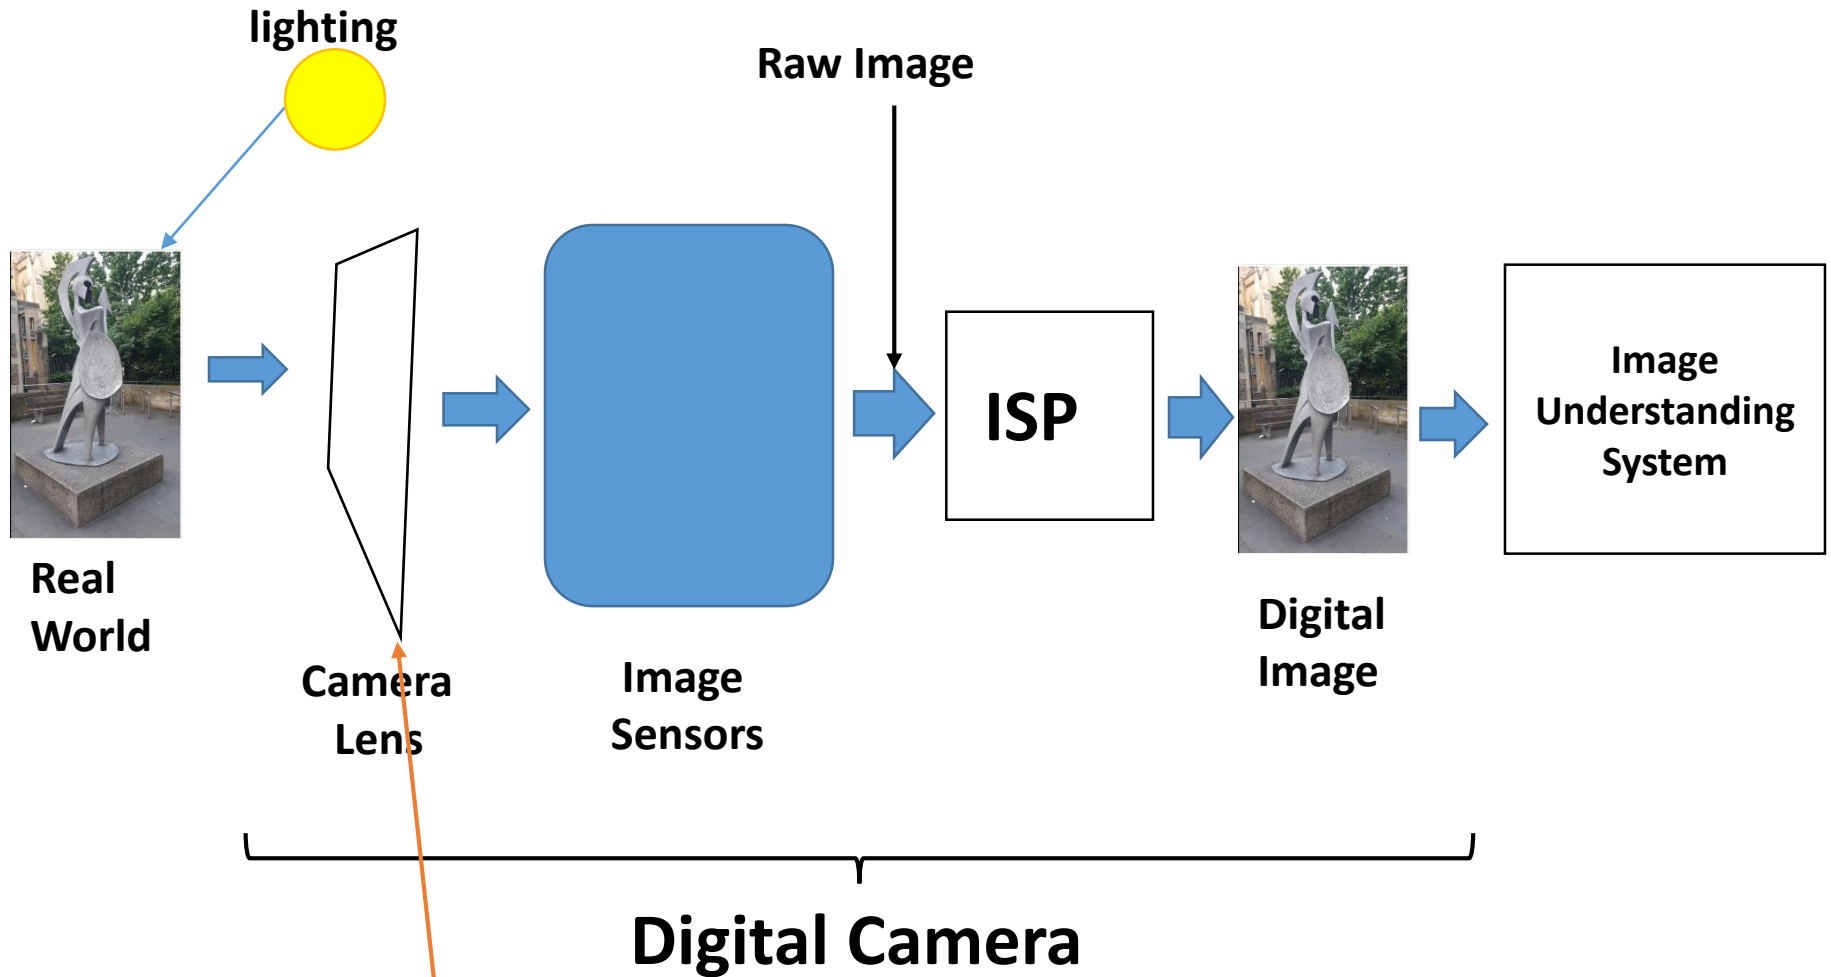 lighting
Raw Image
ISP
Image
Understanding
System
Real
World
Camera
Lens
Image
Sensors
Digital
Image
Digital Camera